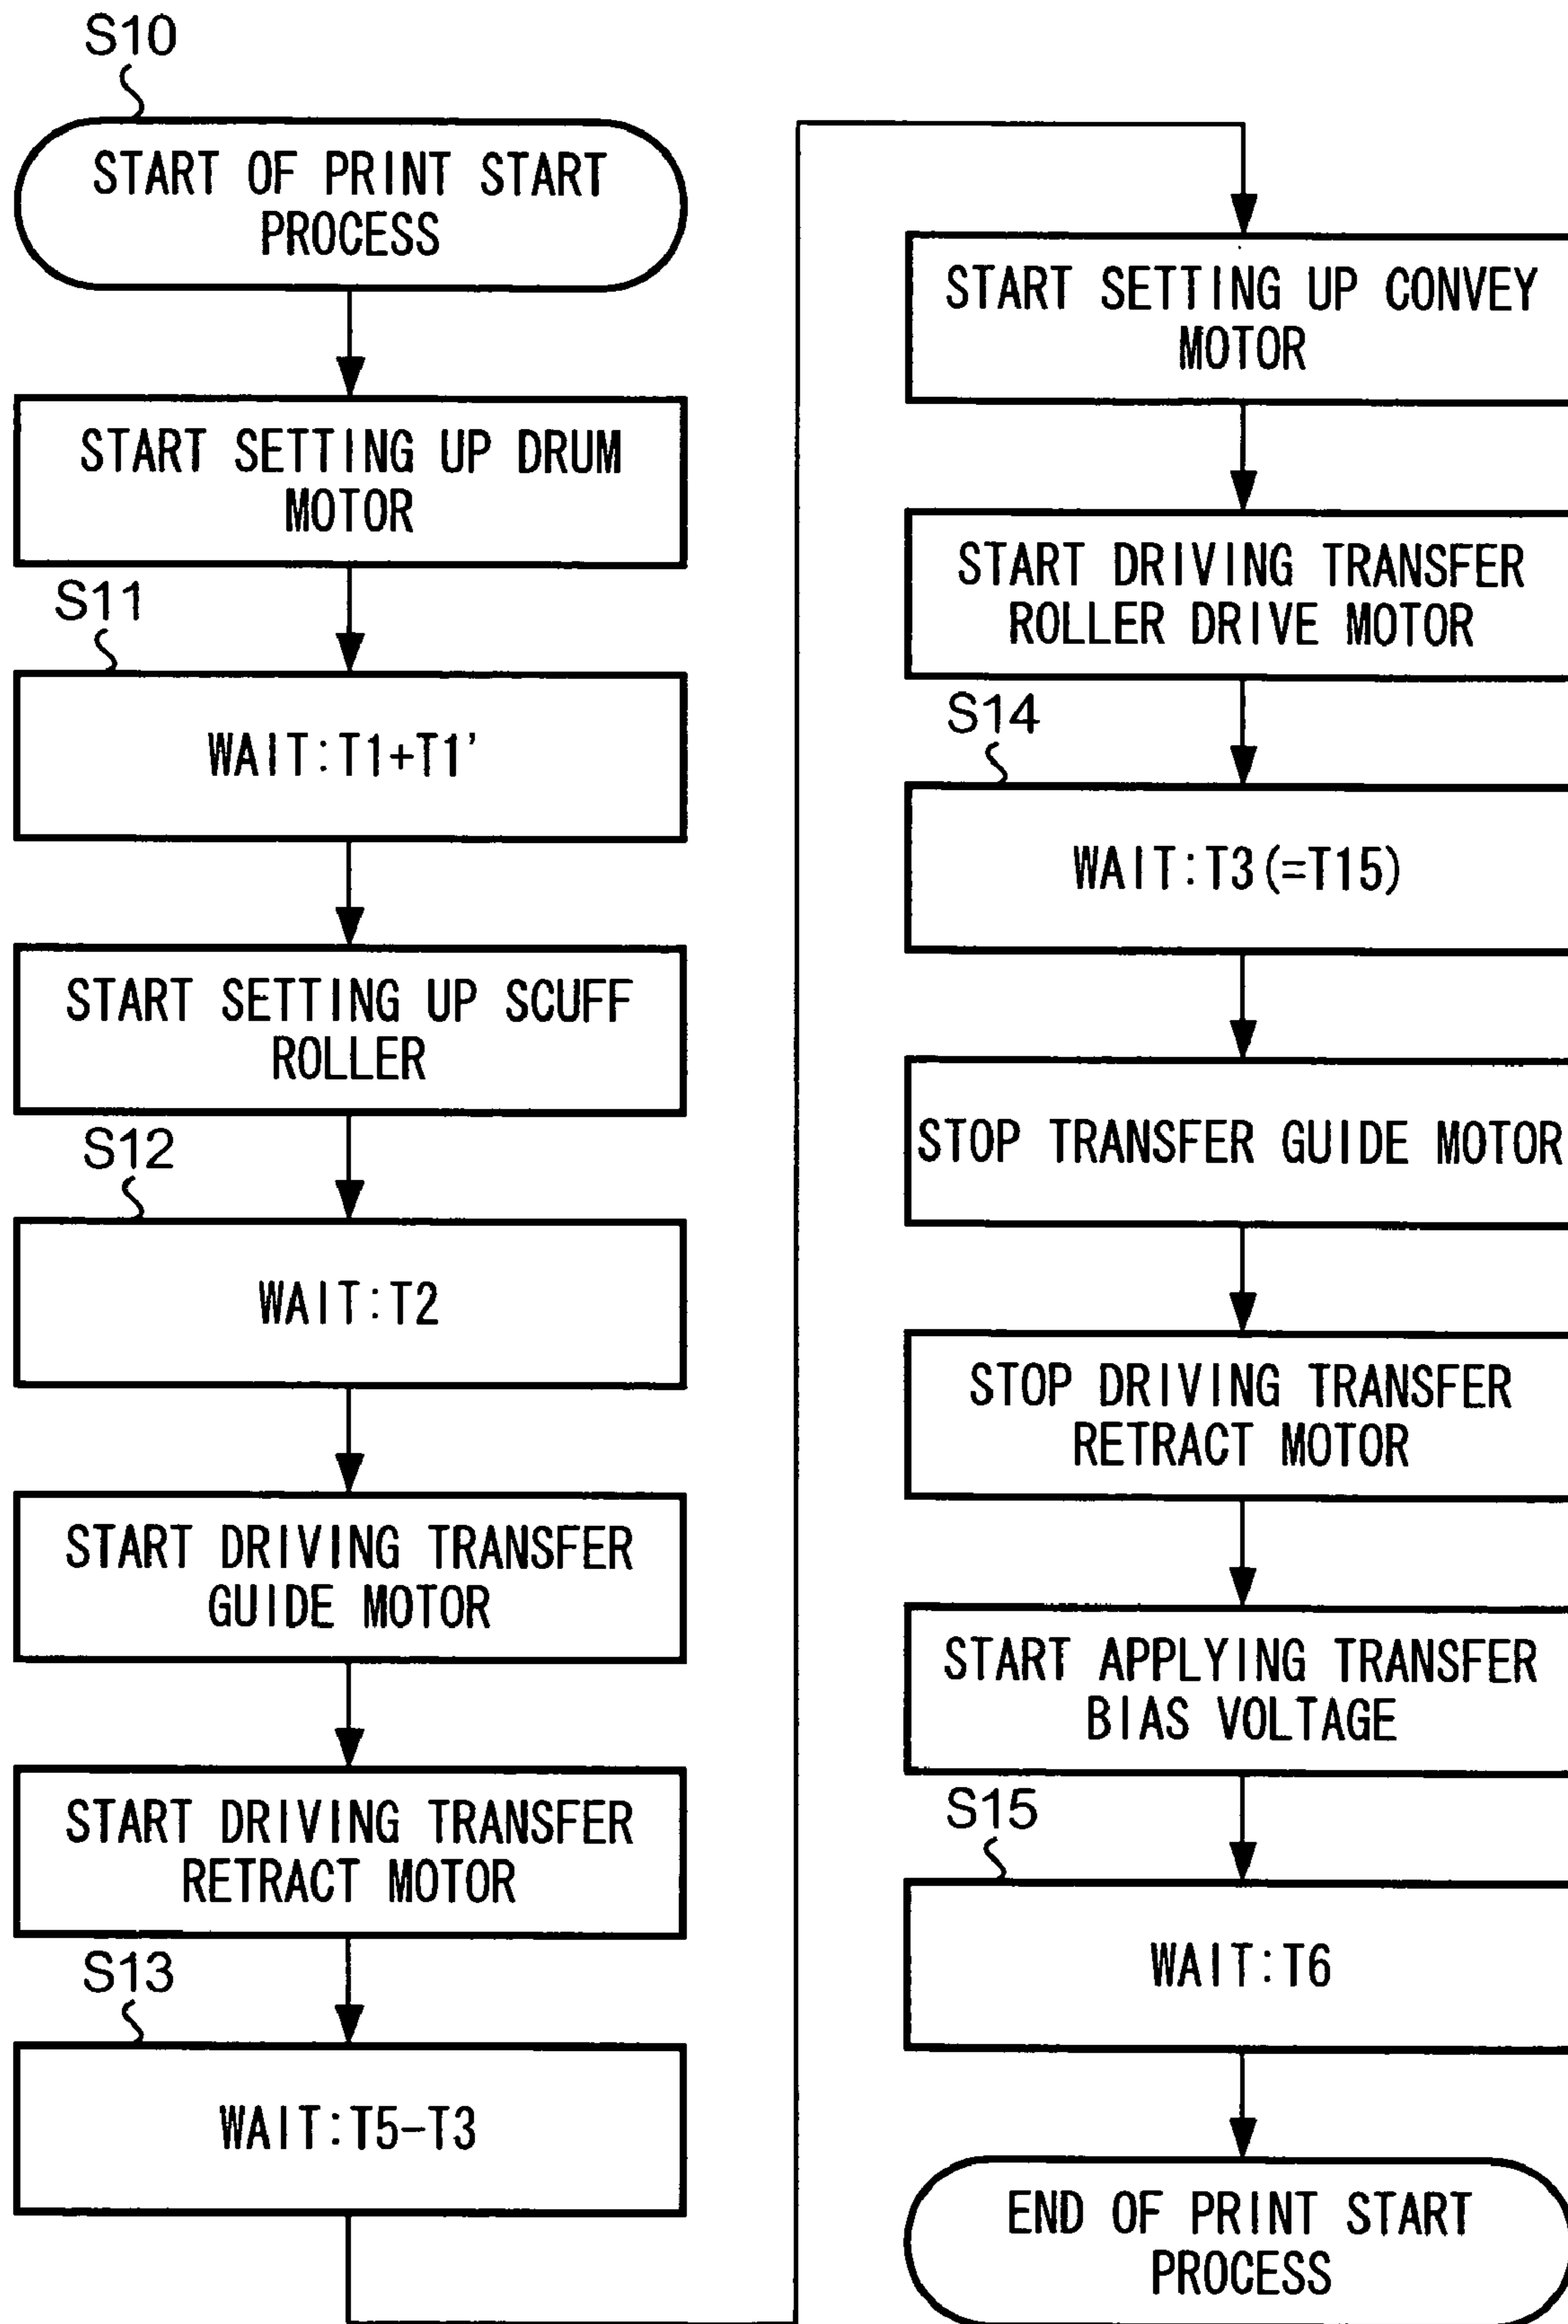 S10
START OF PRINT START
PROCESS
START SETTING UP DRUM
MOTOR
S11
WAIT:T1+T1'
START SETTING UP SCUFF
ROLLER
S12
WAIT:T2
START DRIVING TRANSFER
GUIDE MOTOR
START DRIVING TRANSFER
RETRACT MOTOR
S13
WAIT:T5-T3
START SETTING UP CONVEY
MOTOR
START DRIVING TRANSFER
ROLLER DRIVE MOTOR
S14
WAIT:T3(=T15)
STOP TRANSFER GUIDE MOTOR
STOP DRIVING TRANSFER
RETRACT MOTOR
START APPLYING TRANSFER
BIAS VOLTAGE
S15
WAIT:T6
END OF PRINT START
PROCESS